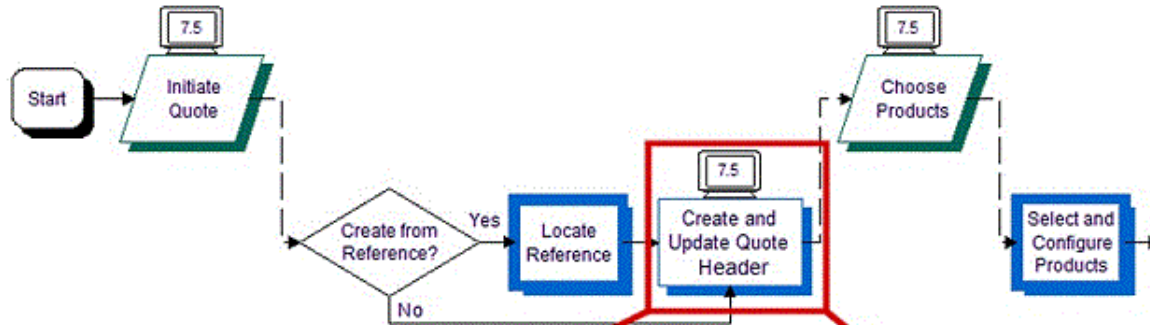 7.5
7.5
Start
Initiate
Quote
Choose
Products
7.5
Create from
Reference?
Yes
Locate
Reference
Create and
Update Quote
Header
Select and
Configure
Products
No